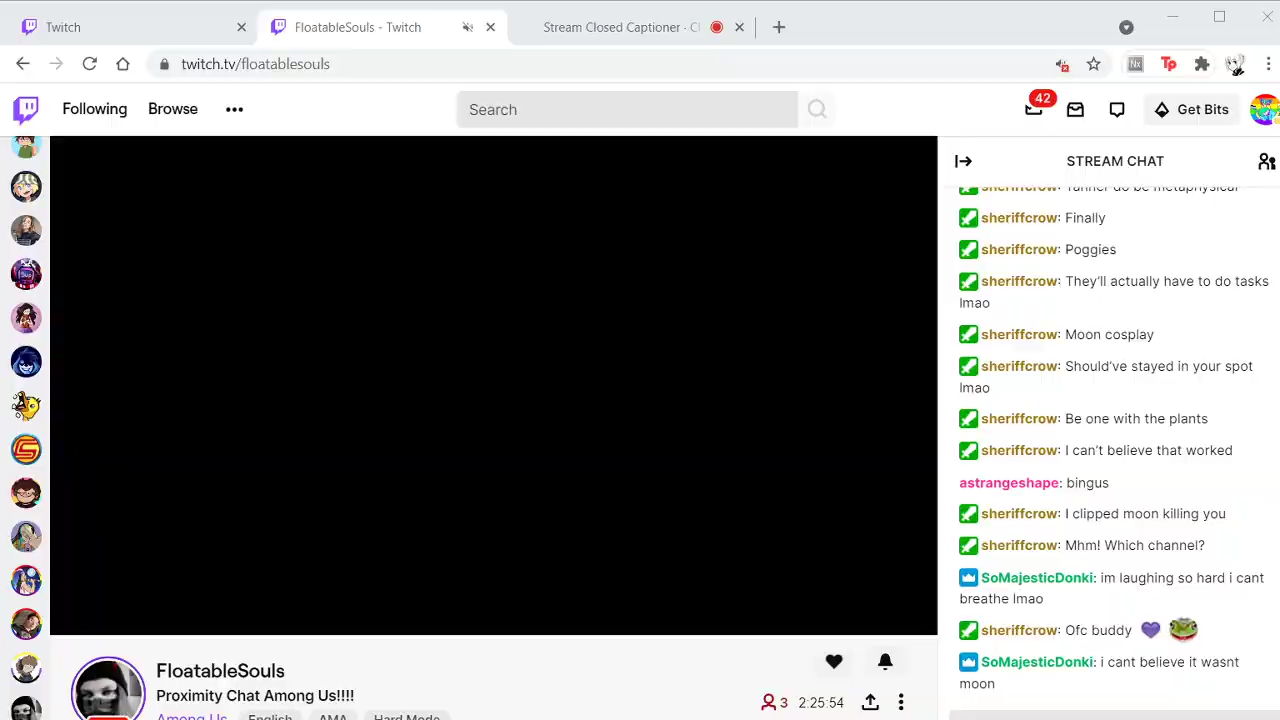 Twitch
FloatableSouls - Twitch
Stream Closed Captioner - Cl
twitch.tv/floatablesouls
Nx
Tp
Following
Browse
Search
42
Get Bits
STREAM CHAT
sheriffcrow: Tanner do be metaphysical
sheriffcrow: Finally
sheriffcrow: Poggies
sheriffcrow: They'll actually have to do tasks
lmao
sheriffcrow: Moon cosplay
sheriffcrow: Should've stayed in your spot
lmao
sheriffcrow: Be one with the plants
sheriffcrow: I can't believe that worked
astrangeshape: bingus
sheriffcrow: I clipped moon killing you
sheriffcrow: Mhm! Which channel?
SoMajesticDonki: im laughing so hard i cant
breathe lmao
sheriffcrow: Ofc buddy
SoMajesticDonki: i cant believe it wasnt
moon
FloatableSouls
Proximity Chat Among Us!!!!
3 2:25:54
Among Us English AMA Hard Mode